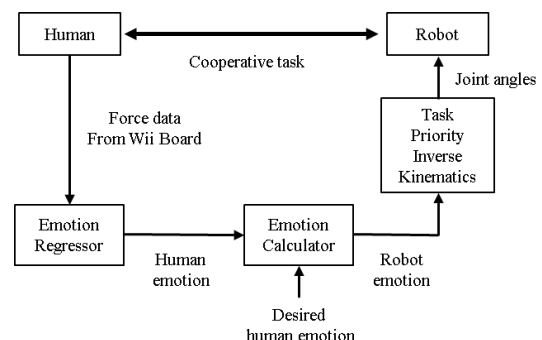 Human
Robot
Cooperative task
Joint angles
Force data
From Wii Board
Task
Priority
Inverse
Kinematics
Emotion
Regressor
Human
emotion
Emotion
Calculator
Robot
emotion
Desired
human emotion